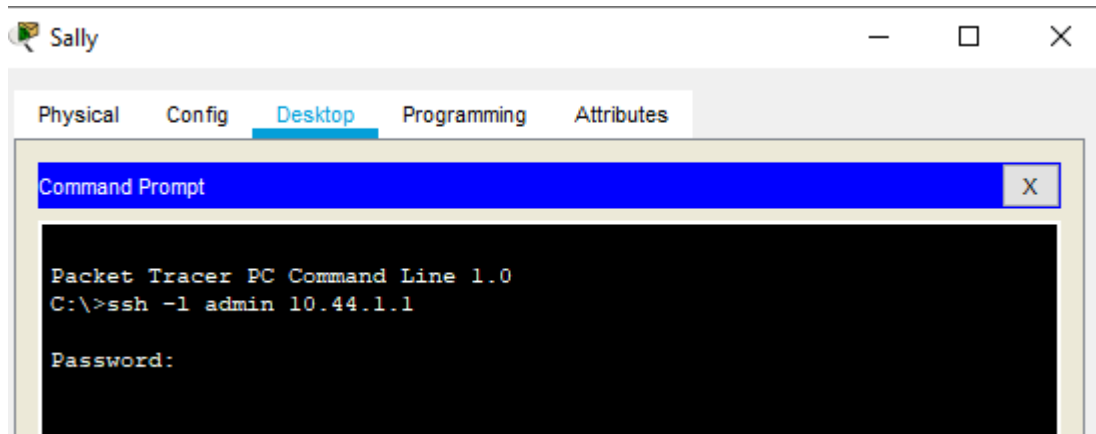 Sally
Physical Config Desktop Programming Attributes
Command Prompt X
Packet Tracer PC Command Line 1.0
C:\>ssh -l admin 10.44.1.1
Password: